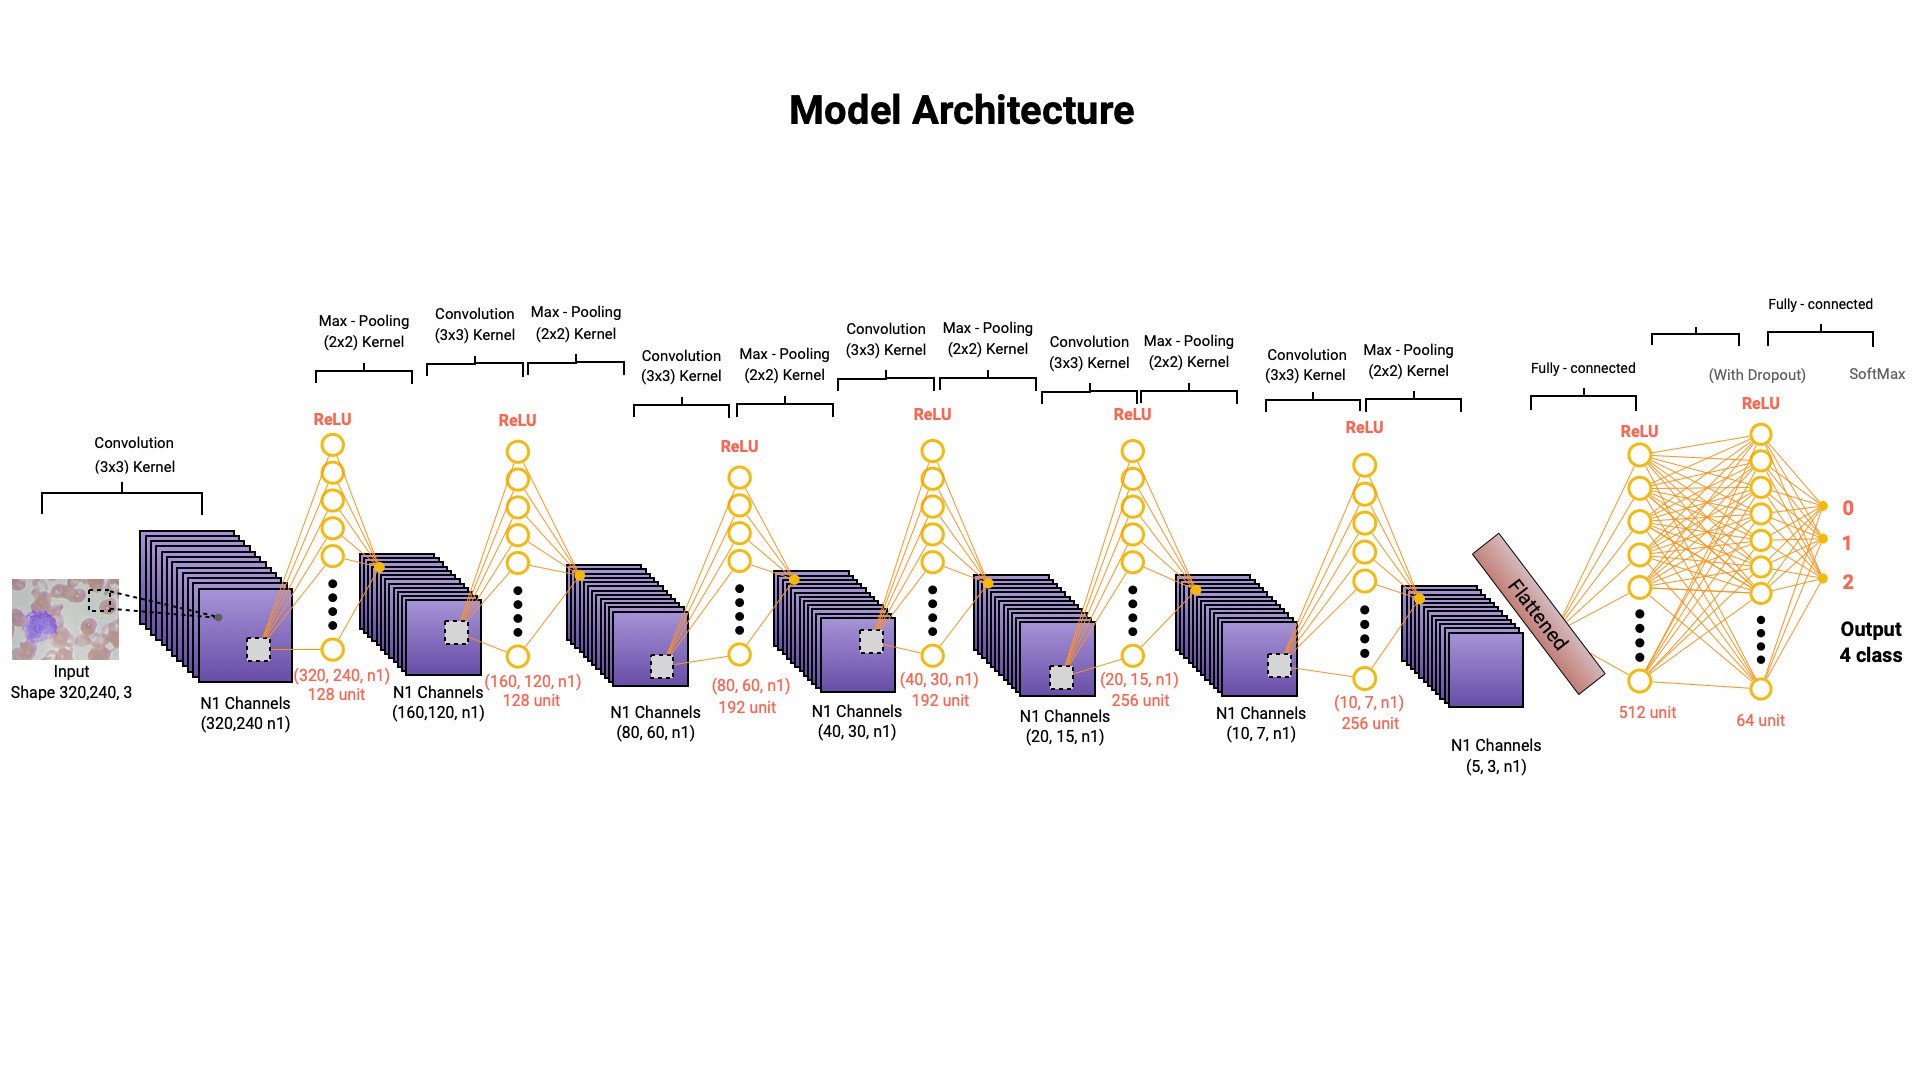 Model Architecture
Convolution
(3x3) Kernel
Input
Shape 320,240, 3
N1 Channels
(320,240 n1)
Max - Pooling
(2x2) Kernel
ReLU
(320, 240, n1)
128 unit
N1 Channels
(160,120, n1)
Convolution
(3x3) Kernel
Max - Pooling
(2x2) Kernel
ReLU
(160, 120, n1)
128 unit
N1 Channels
(80, 60, n1)
Convolution
(3x3) Kernel
Max - Pooling
(2x2) Kernel
ReLU
(80, 60, n1)
192 unit
N1 Channels
(40, 30, n1)
Convolution
(3x3) Kernel
Max - Pooling
(2x2) Kernel
ReLU
(40, 30, n1)
192 unit
N1 Channels
(20, 15, n1)
Convolution
(3x3) Kernel
Max - Pooling
(2x2) Kernel
ReLU
(20, 15, n1)
256 unit
N1 Channels
(10, 7, n1)
Convolution
(3x3) Kernel
Max - Pooling
(2x2) Kernel
ReLU
(10, 7, n1)
256 unit
N1 Channels
(5, 3, n1)
Flattened
Fully - connected
ReLU
512 unit
(With Dropout)
ReLU
64 unit
Fully - connected
SoftMax
0
1
2
Output
4 class